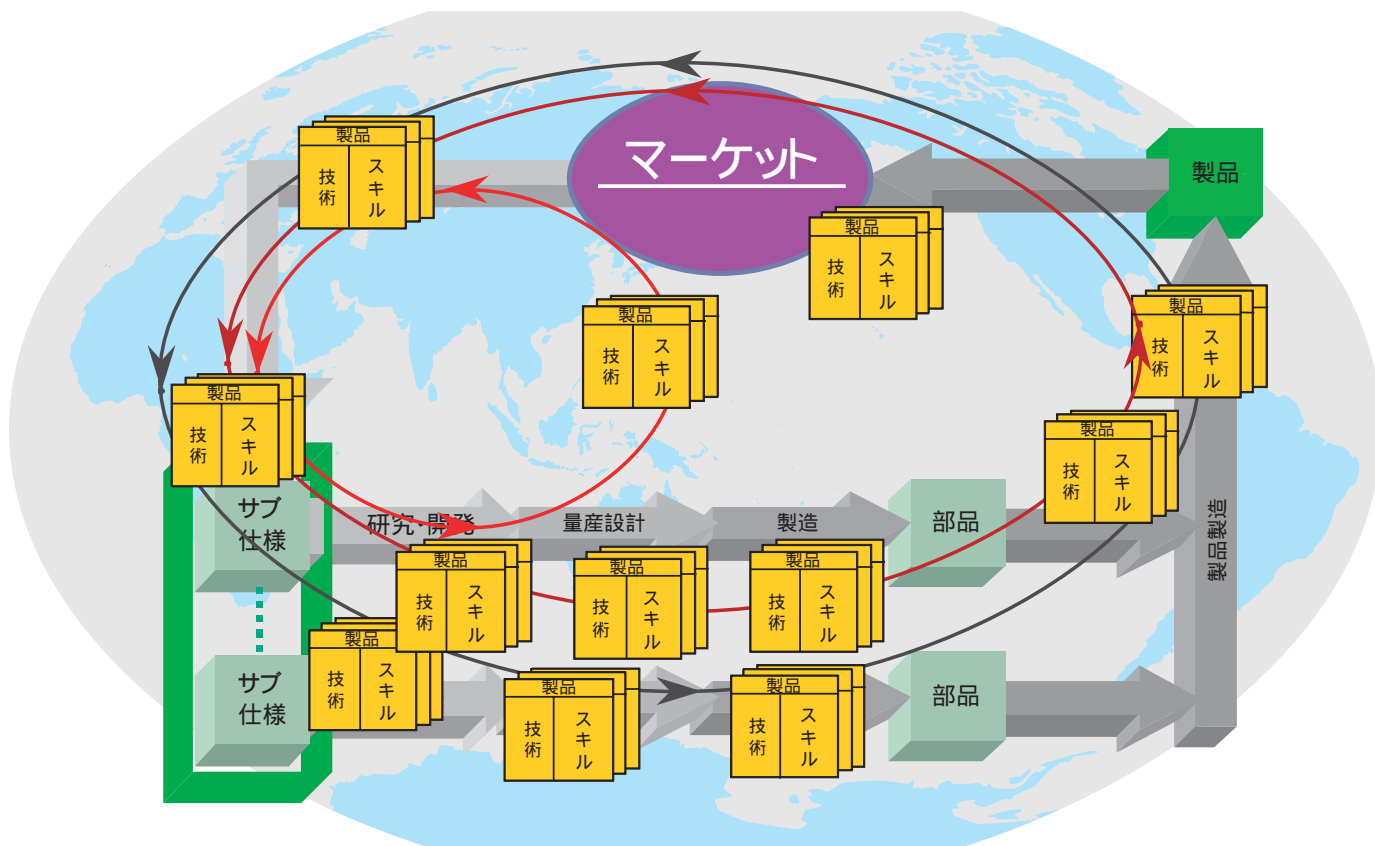 マーケット
製品
製品
技術
スキル
製品
技術
スキル
製品
技術
スキル
製品
技術
スキル
製品
技術
スキル
製品
技術
スキル
サブ
仕様
研究・開発
量産設計
製造
部品
製品製造
製品
技術
スキル
製品
技術
スキル
製品
技術
スキル
製品
技術
スキル
サブ
仕様
部品
製品
技術
スキル
製品
技術
スキル